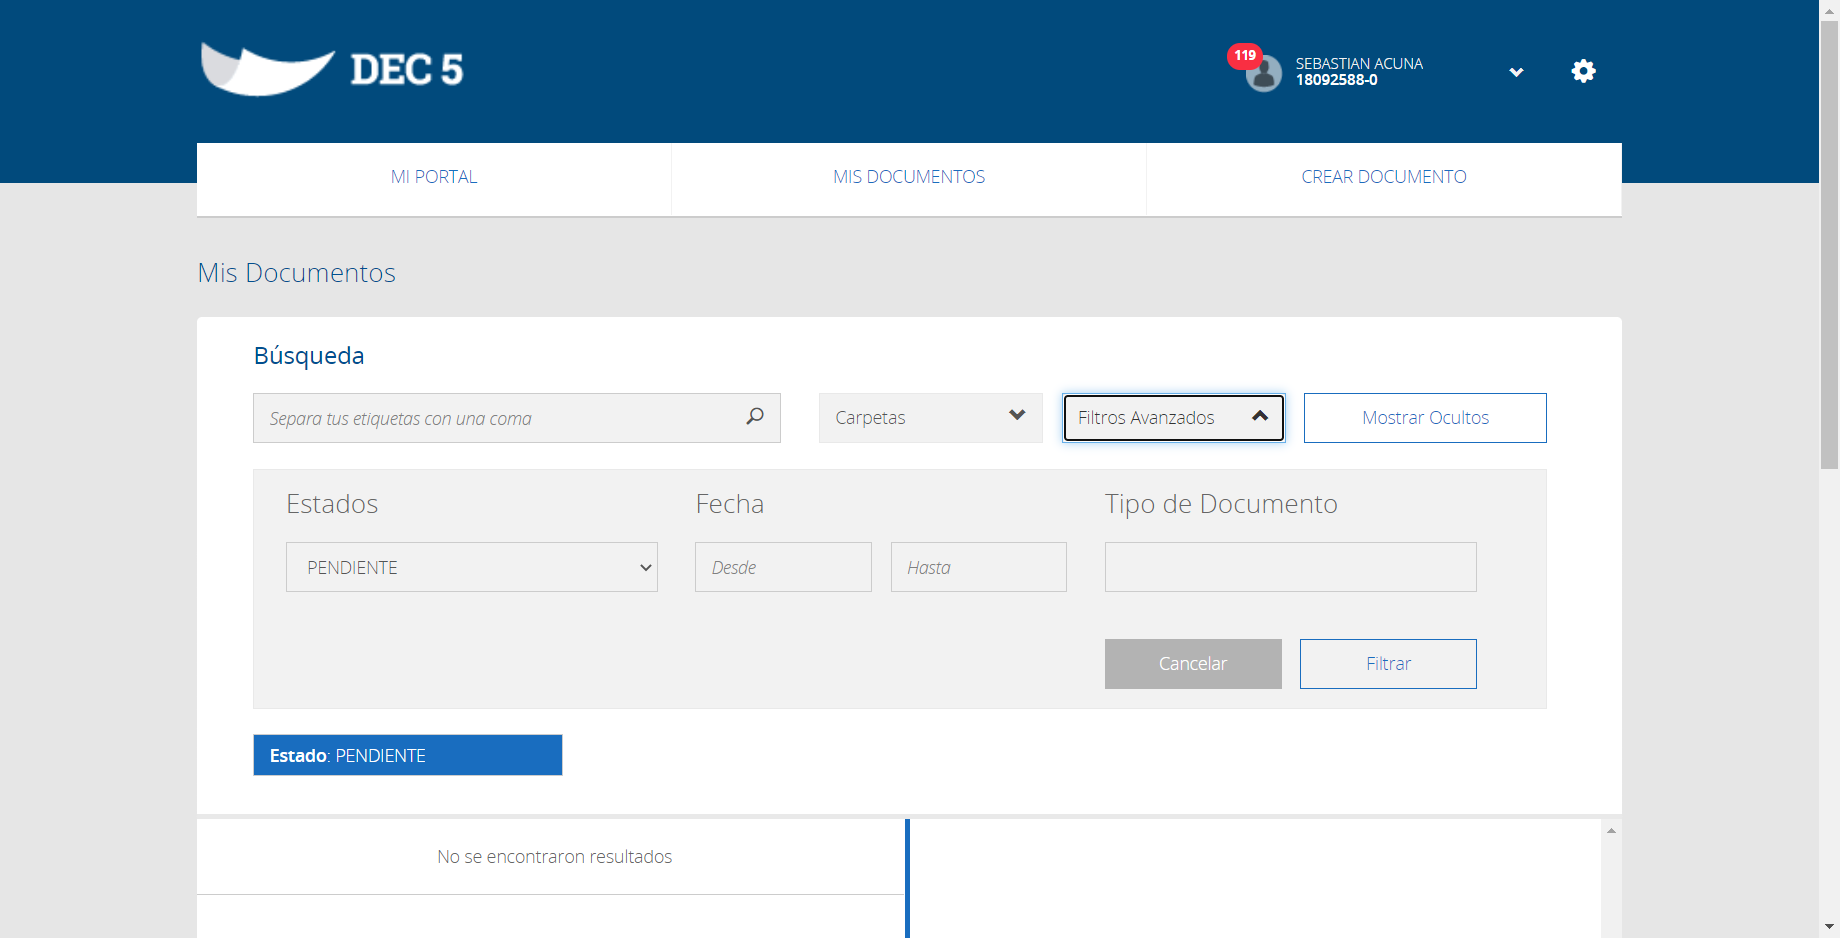 DEC 5
119
SEBASTIAN ACUNA
18092588-0
MI PORTAL
MIS DOCUMENTOS
CREAR DOCUMENTO
Mis Documentos
Búsqueda
Separa tus etiquetas con una coma
Carpetas
Filtros Avanzados
Mostrar Ocultos
Estados
Fecha
Tipo de Documento
PENDIENTE
Desde
Hasta
Cancelar
Filtrar
Estado: PENDIENTE
No se encontraron resultados